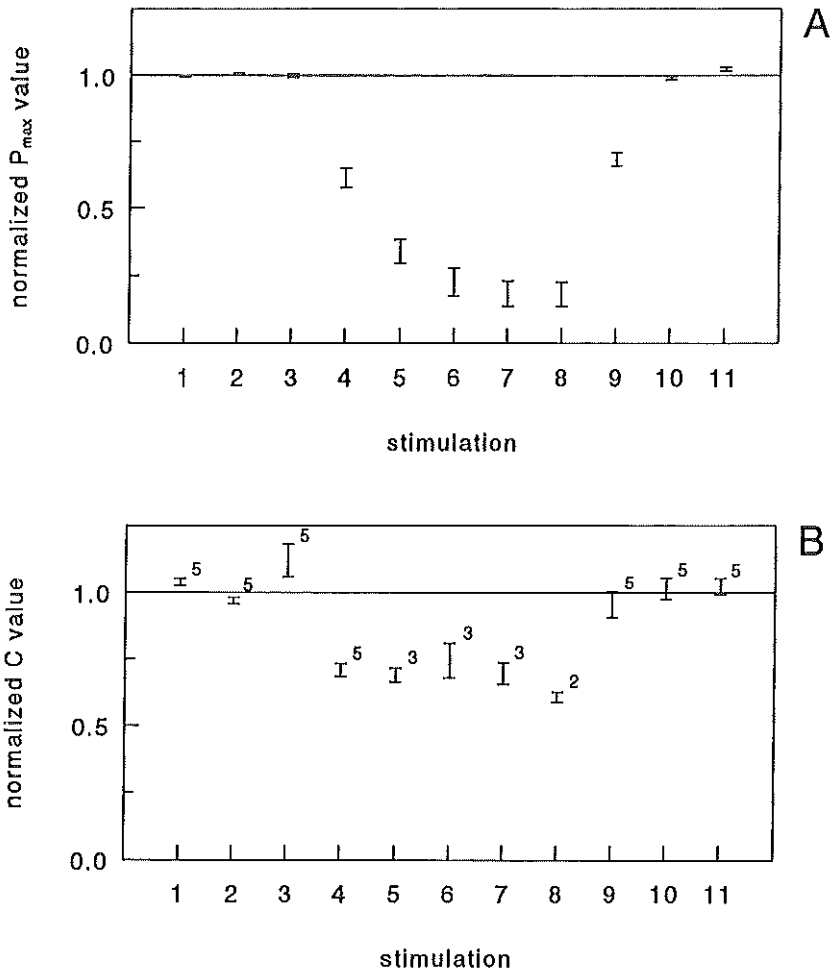 A
normalized P_max value
1.0
0.5
0.0
1 2 3 4 5 6 7 8 9 10 11
stimulation
B
normalized C value
5 5 5 5 3 3 3 2 5 5 5
1.0
0.5
0.0
1 2 3 4 5 6 7 8 9 10 11
stimulation